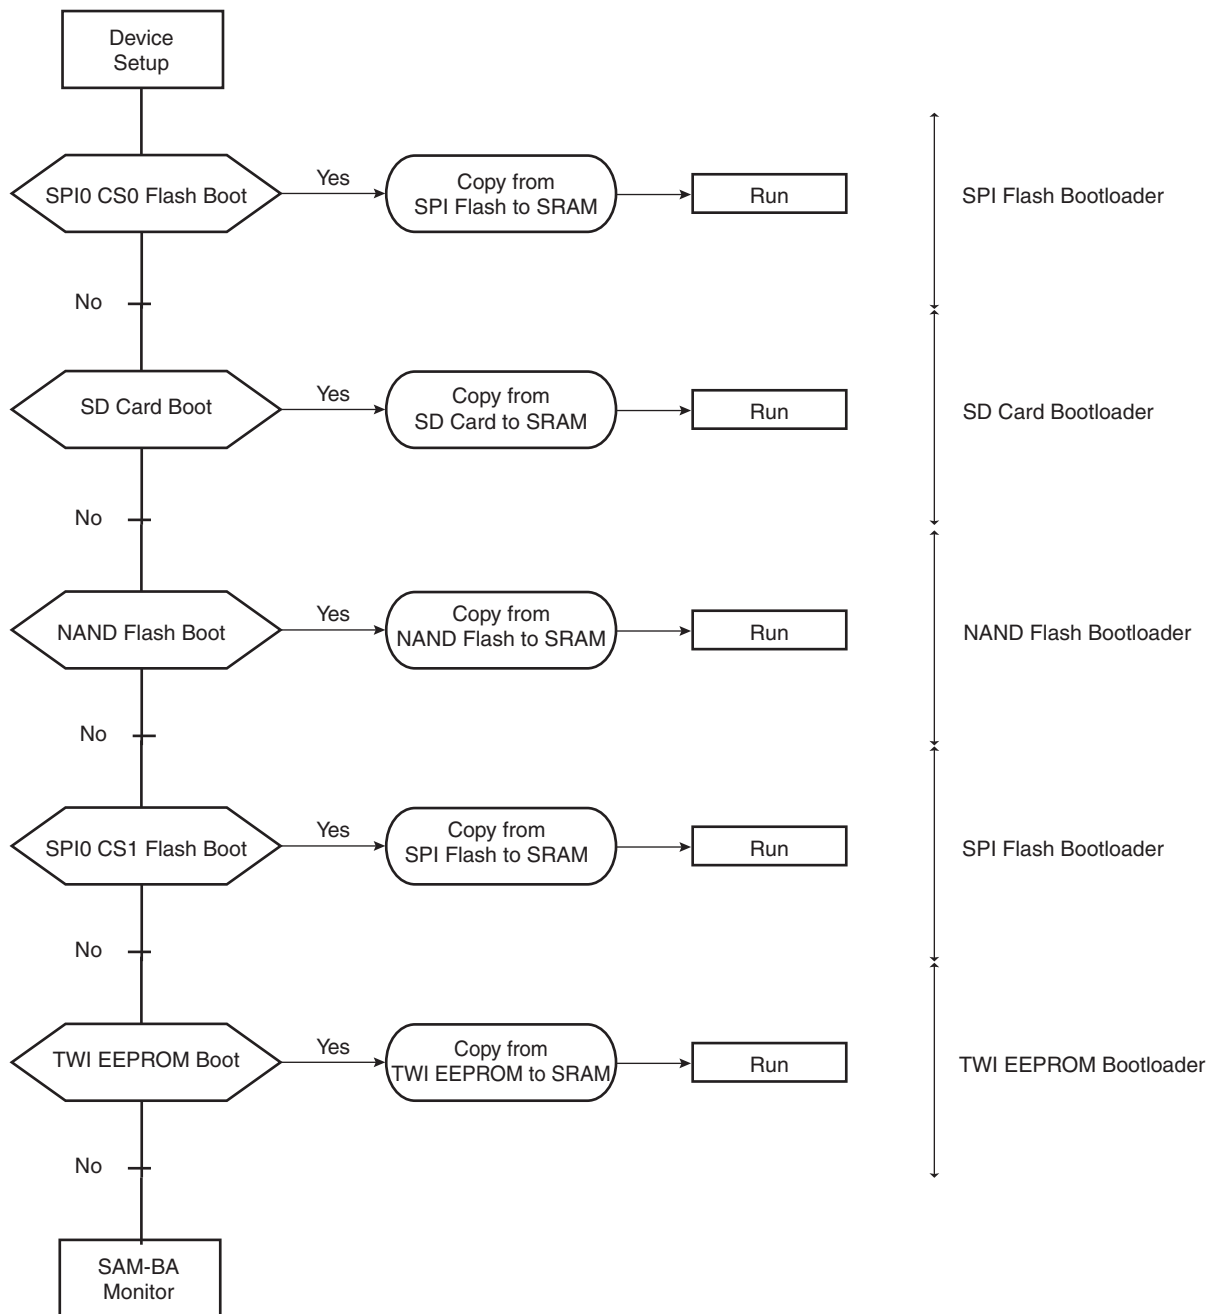 Device
Setup
SPI0 CS0 Flash Boot
Yes
Copy from
SPI Flash to SRAM
Run
SPI Flash Bootloader
No
SD Card Boot
Yes
Copy from
SD Card to SRAM
Run
SD Card Bootloader
No
NAND Flash Boot
Yes
Copy from
NAND Flash to SRAM
Run
NAND Flash Bootloader
No
SPI0 CS1 Flash Boot
Yes
Copy from
SPI Flash to SRAM
Run
SPI Flash Bootloader
No
TWI EEPROM Boot
Yes
Copy from
TWI EEPROM to SRAM
Run
TWI EEPROM Bootloader
No
SAM-BA
Monitor